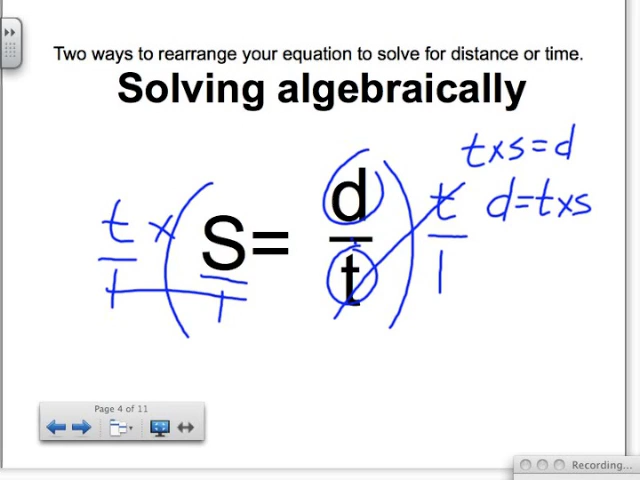 Two ways to rearrange your equation to solve for distance or time.
Solving algebraically
txs=d
d=txs
t/1 x (S/1 = d/t) t/1
Page 4 of 11
Recording...